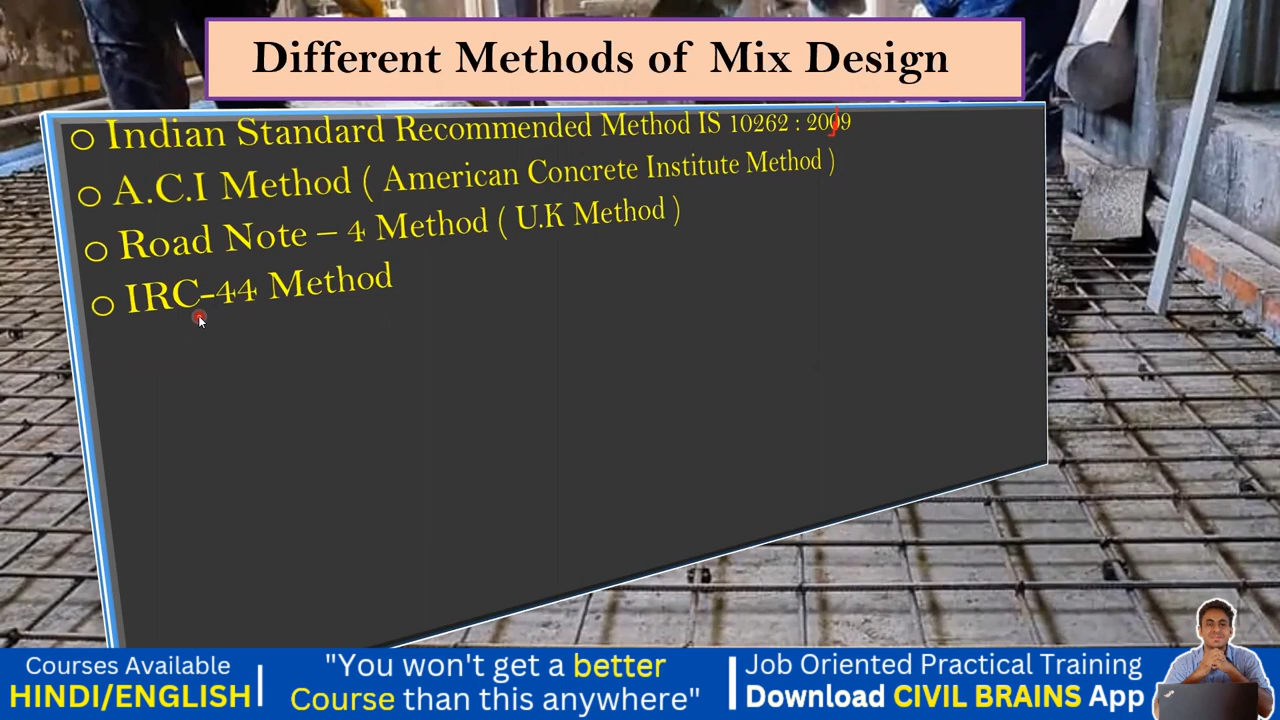 Different Methods of Mix Design
Indian Standard Recommended Method IS 10262 : 2009
A.C.I Method ( American Concrete Institute Method )
Road Note – 4 Method ( U.K Method )
IRC-44 Method
Courses Available
HINDI/ENGLISH
"You won't get a better
Course than this anywhere"
Job Oriented Practical Training
Download CIVIL BRAINS App